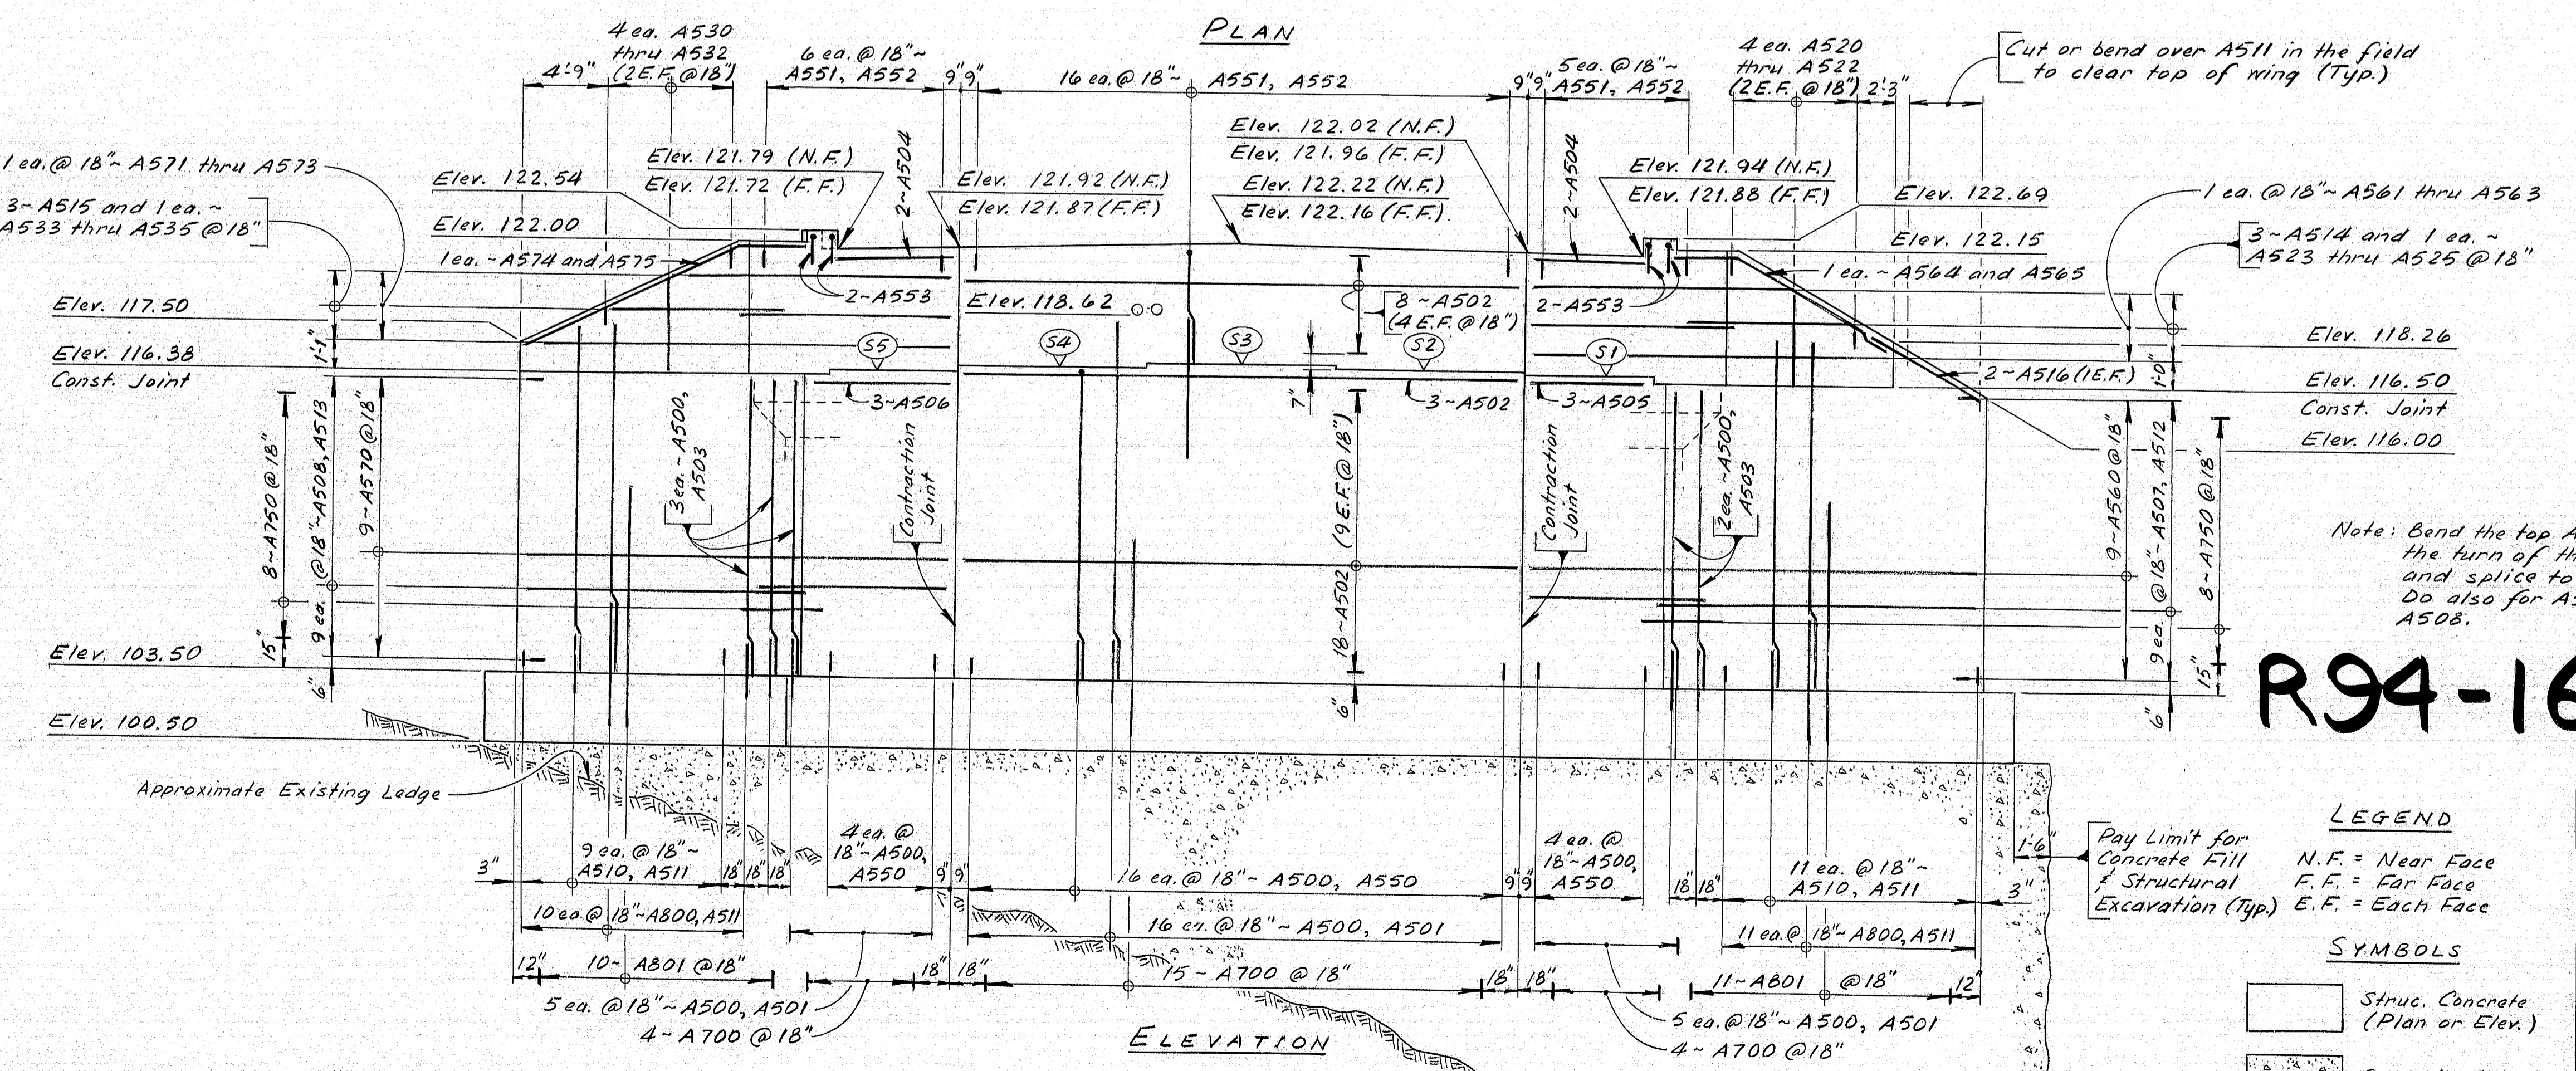 PLAN
4 ea. A530
thru A532
(2 E.F. @ 18")
4'-9"
6 ea. @ 18"~
A551, A552
9" 9"
16 ea. @ 18"~ A551, A552
9" 9"
5 ea. @ 18"~
A551, A552
4 ea. A520
thru A522
(2 E.F. @ 18")
2'-3"
Cut or bend over A511 in the field
to clear top of wing (Typ.)
1 ea. @ 18"~ A571 thru A573
3~ A515 and 1 ea. ~
A533 thru A535 @ 18"
Elev. 122.54
Elev. 122.00
1 ea. ~ A574 and A575
Elev. 121.79 (N.F.)
Elev. 121.72 (F.F.)
2~A504
Elev. 121.92 (N.F.)
Elev. 121.87 (F.F.)
Elev. 122.02 (N.F.)
Elev. 121.96 (F.F.)
Elev. 122.22 (N.F.)
Elev. 122.16 (F.F.)
2~A504
Elev. 121.94 (N.F.)
Elev. 121.88 (F.F.)
Elev. 122.69
Elev. 122.15
1 ea. ~ A564 and A565
1 ea. @ 18"~ A561 thru A563
3~A514 and 1 ea. ~
A523 thru A525 @ 18"
Elev. 117.50
Elev. 116.38
Const. Joint
1'-1"
2~A553
Elev. 118.62
8~A502
(4 E.F. @ 18")
2~A553
S5
S4
S3
S2
S1
7"
3~A506
3~A502
3~A505
2~A516 (1 E.F.)
1'-0"
Elev. 118.26
Elev. 116.50
Const. Joint
Elev. 116.00
8~A750 @ 18"
9 ea. @ 18"~A508, A513
9~A570 @ 18"
3 ea. ~A500,
A503
Contraction
Joint
18~A502 (9 E.F. @ 18")
Contraction
Joint
2 ea. ~A500,
A503
9~A560 @ 18"
9 ea. @ 18"~A507, A512
8~A750 @ 18"
Note: Bend the top
the turn of
and splice to
Do also for
A508.
Elev. 103.50
15"
6"
6"
6"
15"
R94-16
Elev. 100.50
Approximate Existing Ledge
3"
9 ea. @ 18"~
A510, A511
18" 18" 18"
4 ea. @
18"~A500,
A550
9" 9"
16 ea. @ 18"~ A500, A550
9" 9"
4 ea. @
18"~A500,
A550
18" 18"
11 ea. @ 18"~
A510, A511
3"
1'-6"
Pay Limit for
Concrete Fill
& Structural
Excavation (Typ.)
LEGEND
N.F. = Near Face
F.F. = Far Face
E.F. = Each Face
10 ea @ 18"~A800, A511
16 ea. @ 18"~ A500, A501
11 ea. @ 18"~A800, A511
12"
10~ A801 @ 18"
18" 18"
15~ A700 @ 18"
18" 18"
11~A801 @ 18"
12"
5 ea. @ 18"~ A500, A501
4~ A700 @ 18"
5 ea. @ 18"~ A500, A501
4~ A700 @ 18"
ELEVATION
SYMBOLS
Struc. Concrete
(Plan or Elev.)